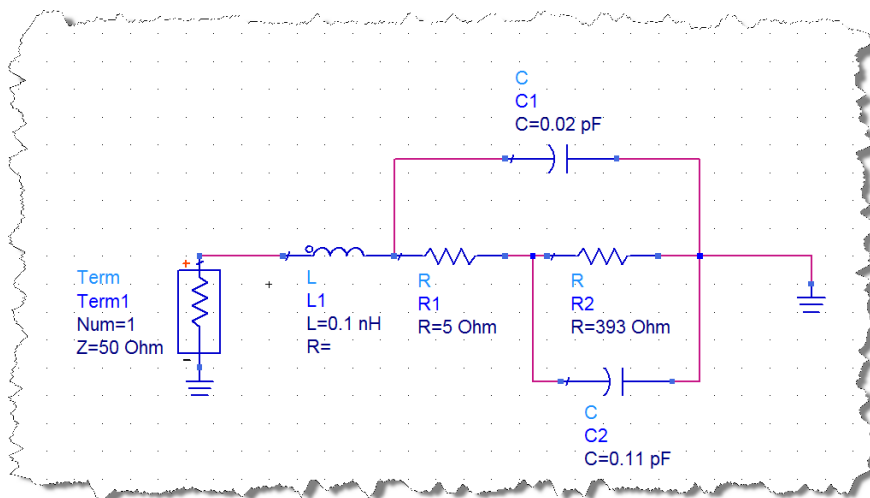 C
C1
C=0.02 pF
+
Term
Term1
Num=1
Z=50 Ohm
-
L
L1
L=0.1 nH
R=
R
R1
R=5 Ohm
R
R2
R=393 Ohm
C
C2
C=0.11 pF